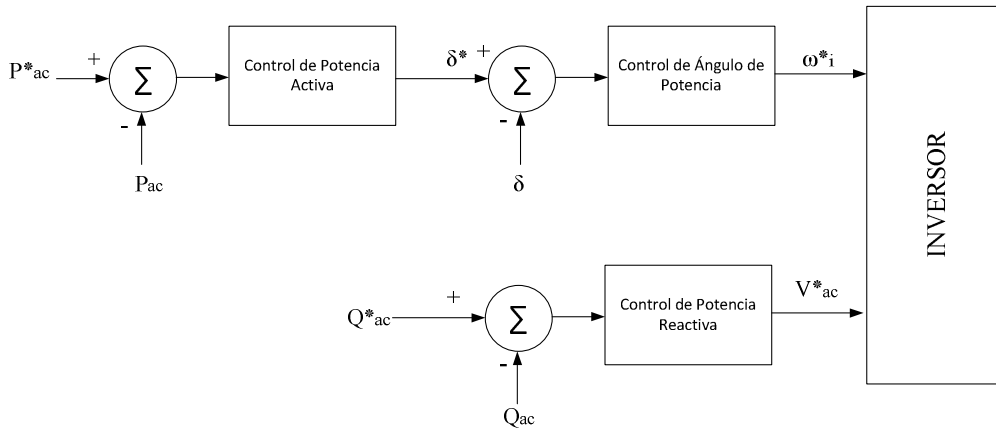 P*ac
+
Σ
-
Pac
Control de Potencia
Activa
δ*
+
Σ
-
δ
Control de Ángulo de
Potencia
ω*i
INVERSOR
Q*ac
+
Σ
-
Qac
Control de Potencia
Reactiva
V*ac